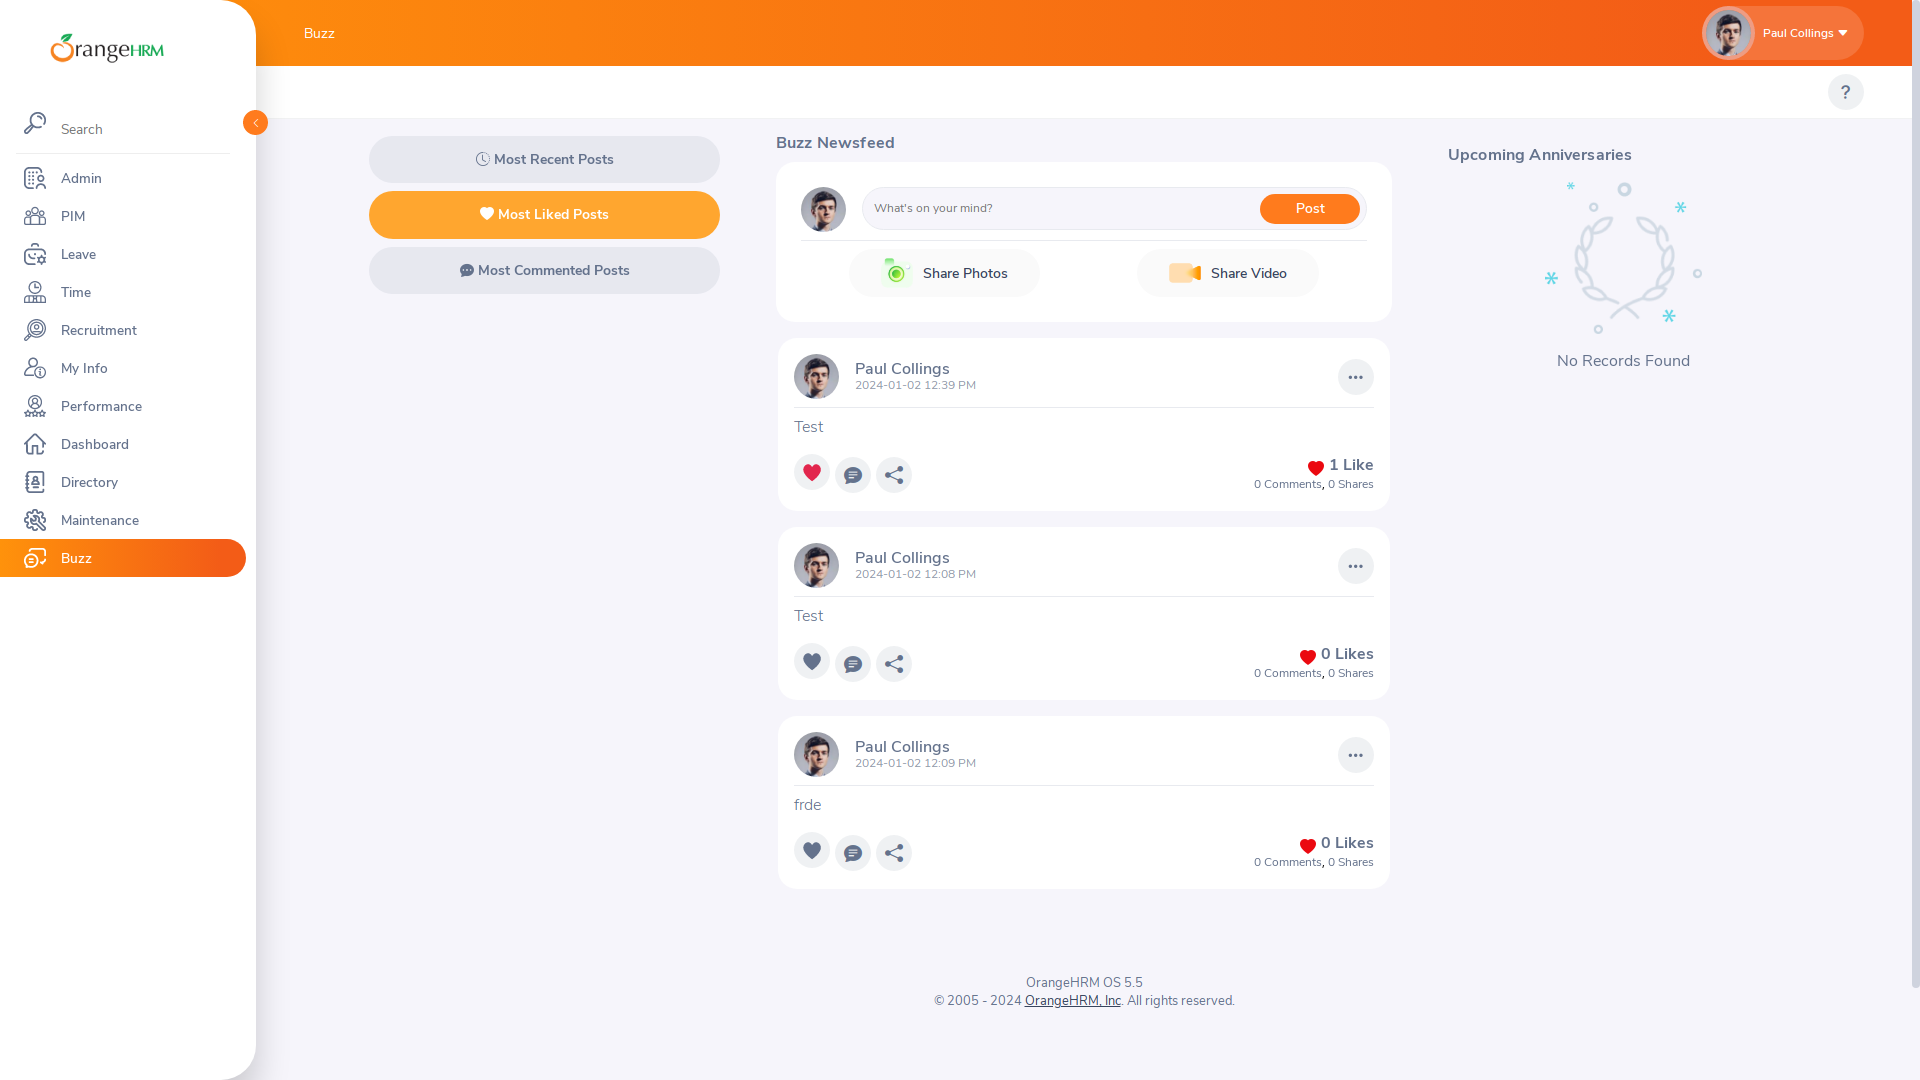 OrangeHRM
Search
Admin
PIM
Leave
Time
Recruitment
My Info
Performance
Dashboard
Directory
Maintenance
Buzz
Buzz
Paul Collings
?
Most Recent Posts
Most Liked Posts
Most Commented Posts
Buzz Newsfeed
What's on your mind?
Post
Share Photos
Share Video
Paul Collings
2024-01-02 12:39 PM
Test
1 Like
0 Comments, 0 Shares
Paul Collings
2024-01-02 12:08 PM
Test
0 Likes
0 Comments, 0 Shares
Paul Collings
2024-01-02 12:09 PM
frde
0 Likes
0 Comments, 0 Shares
Upcoming Anniversaries
No Records Found
OrangeHRM OS 5.5
© 2005 - 2024 OrangeHRM, Inc. All rights reserved.